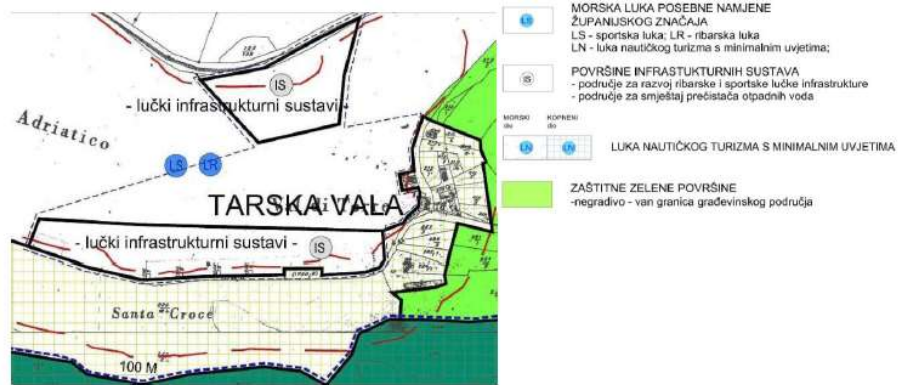 IS
- lučki infrastrukturni sustavi -
Adriatico
LS LR
TARSKA VALA
- lučki infrastrukturni sustavi - IS
Santa Croce
100 M
LS
MORSKA LUKA POSEBNE NAMJENE
ŽUPANIJSKOG ZNAČAJA
LS - sportska luka; LR - ribarska luka
LN - luka nautičkog turizma s minimalnim uvjetima;
IS
POVRŠINE INFRASTUKTURNIH SUSTAVA
- područje za razvoj ribarske i sportske lučke infrastrukture
- područje za smještaj prečistača otpadnih voda
MORSKI KOPNENI
dio dio
LN LN LUKA NAUTIČKOG TURIZMA S MINIMALNIM UVJETIMA
ZAŠTITNE ZELENE POVRŠINE
-negradivo - van granica građevinskog područja